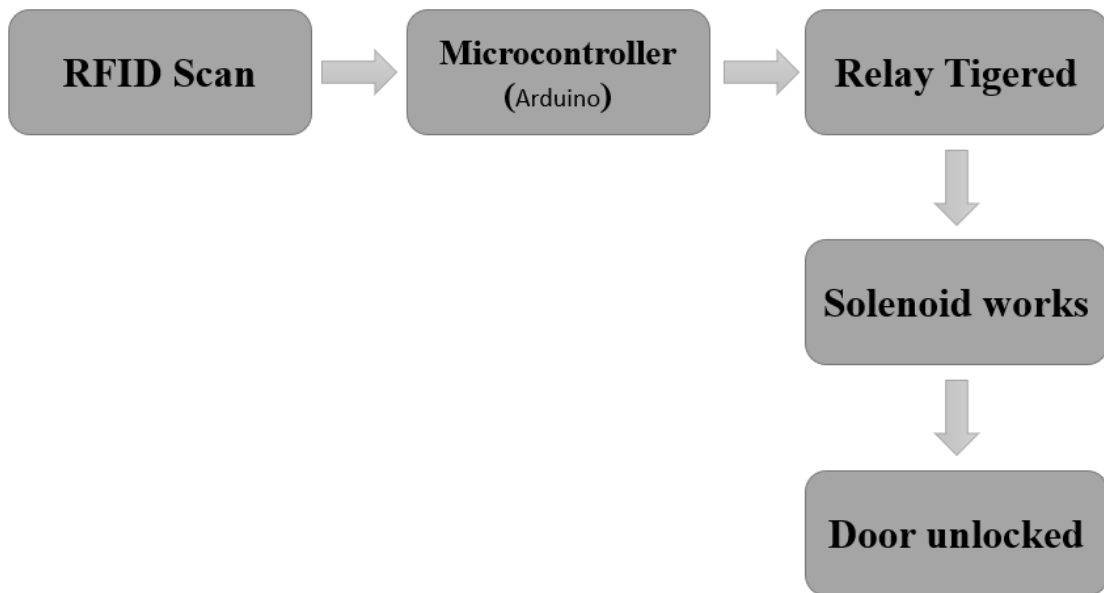 RFID Scan
Microcontroller
(Arduino)
Relay Tigered
Solenoid works
Door unlocked